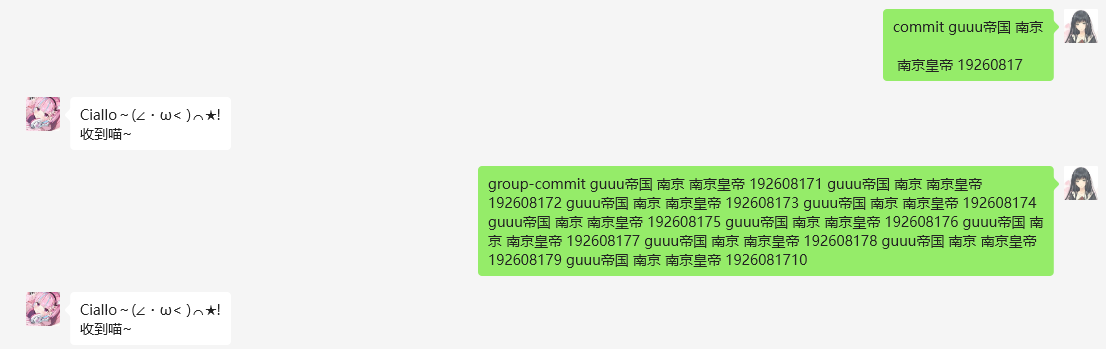 commit guuu帝国 南京
南京皇帝 19260817
Ciallo～(∠・ω< )⌒★!
收到喵~
group-commit guuu帝国 南京 南京皇帝 192608171 guuu帝国 南京 南京皇帝
192608172 guuu帝国 南京 南京皇帝 192608173 guuu帝国 南京 南京皇帝 192608174
guuu帝国 南京 南京皇帝 192608175 guuu帝国 南京 南京皇帝 192608176 guuu帝国 南
京 南京皇帝 192608177 guuu帝国 南京 南京皇帝 192608178 guuu帝国 南京 南京皇帝
192608179 guuu帝国 南京 南京皇帝 1926081710
Ciallo～(∠・ω< )⌒★!
收到喵~